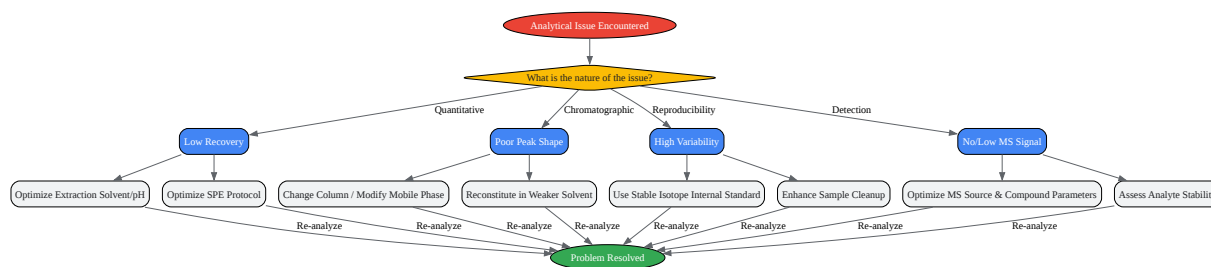 Analytical Issue Encountered
What is the nature of the issue?
Quantitative
Chromatographic
Reproducibility
Detection
Low Recovery
Poor Peak Shape
High Variability
No/Low MS Signal
Optimize Extraction Solvent/pH
Optimize SPE Protocol
Change Column / Modify Mobile Phase
Reconstitute in Weaker Solvent
Use Stable Isotope Internal Standard
Enhance Sample Cleanup
Optimize MS Source & Compound Parameters
Assess Analyte Stability
Re-analyze
Re-analyze
Re-analyze
Re-analyze
Re-analyze
Re-analyze
Re-analyze
Re-analyze
Problem Resolved